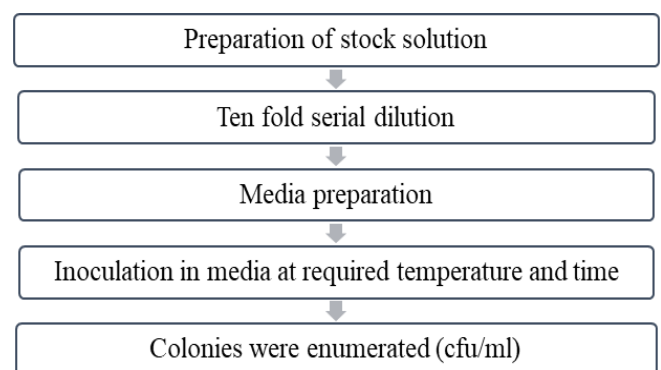 Preparation of stock solution
Ten fold serial dilution
Media preparation
Inoculation in media at required temperature and time
Colonies were enumerated (cfu/ml)